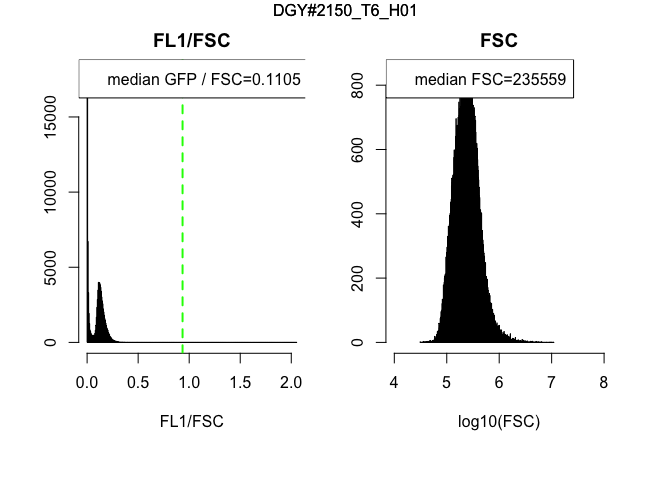 DGY#2150_T6_H01
FL1/FSC
median GFP / FSC=0.1105
0
5000
10000
15000
0.0 0.5 1.0 1.5 2.0
FL1/FSC
FSC
median FSC=235559
0
200
400
600
800
4 5 6 7 8
log10(FSC)